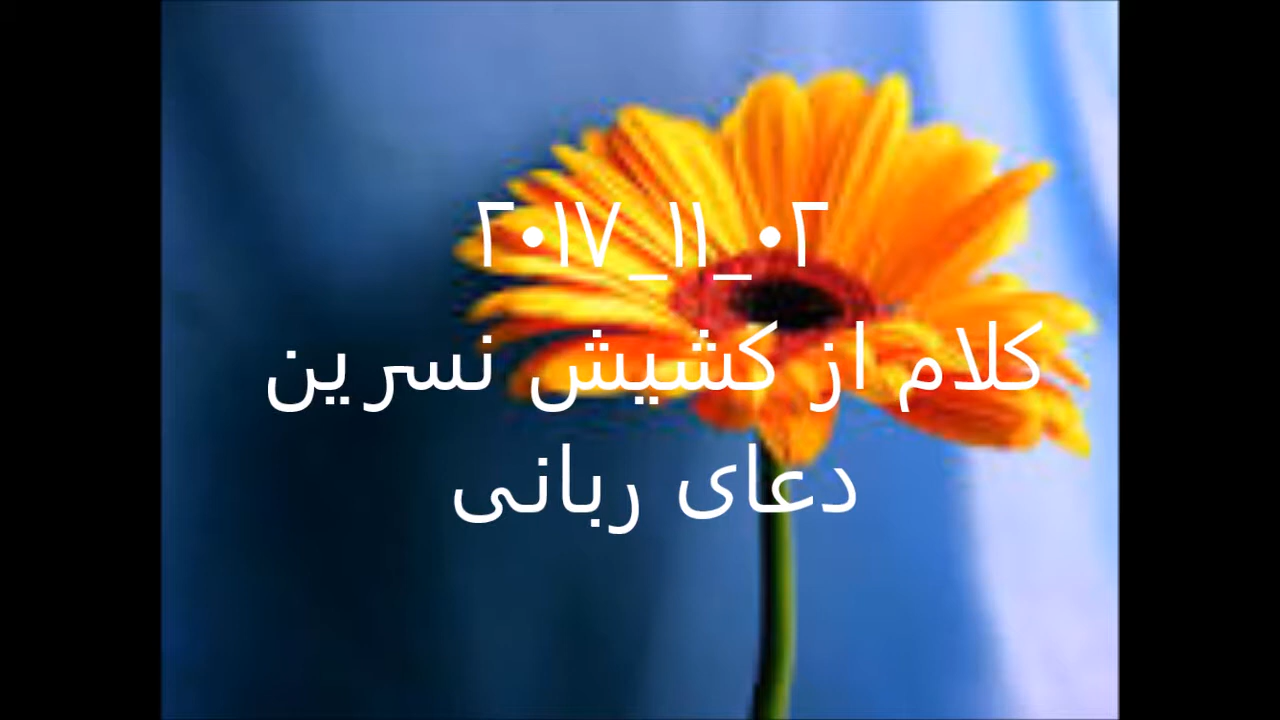 ۲۰۱۷_۱۱_۰۲
کلام از کشیش نسرین
دعای ربانی